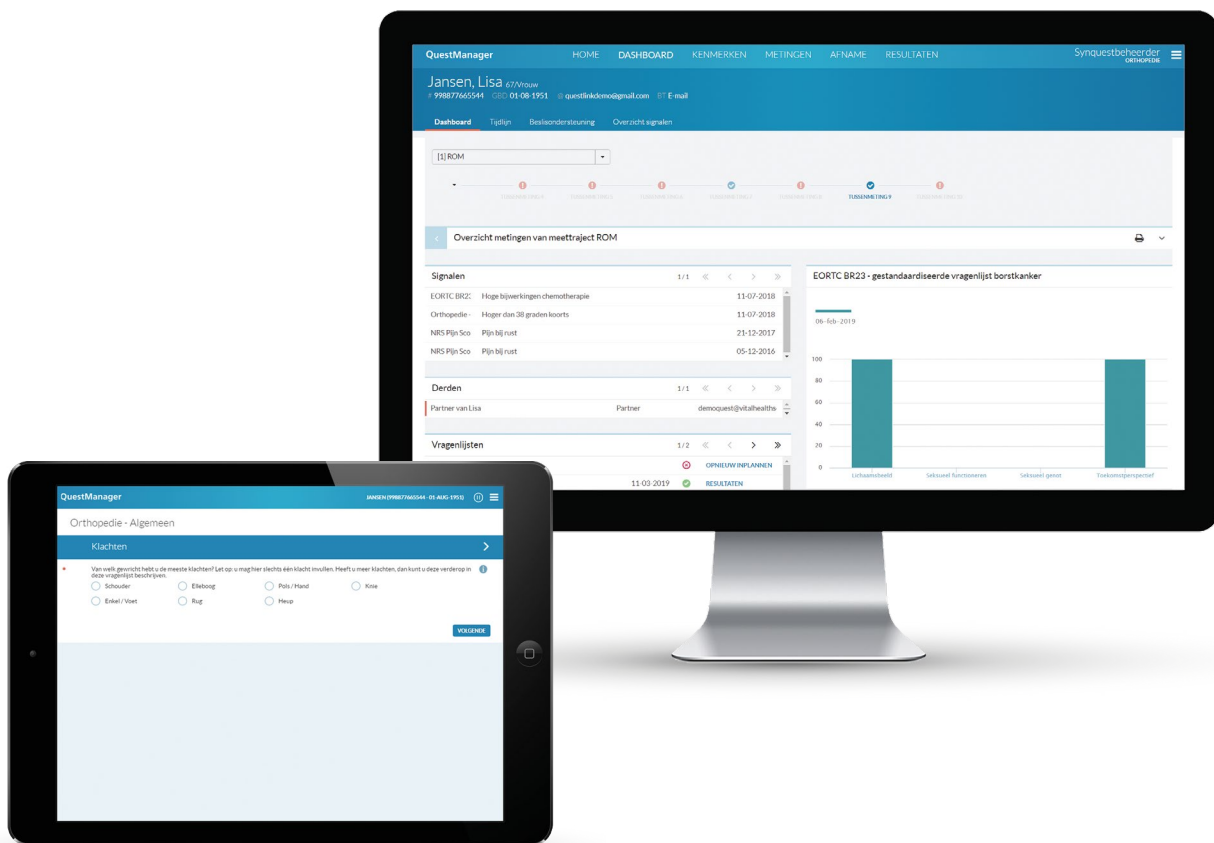 QuestManager HOME DASHBOARD KENMERKEN METINGEN AFNAME RESULTATEN Synquestbeheerder
ORTHOPEDIE
Jansen, Lisa 67/Vrouw
# 998877665544 GBD 01-08-1951 @ questlinkdemo@gmail.com BT E-mail
Dashboard Tijdlijn Beslisondersteuning Overzicht signalen
[1] ROM
TUSSENMETING 9
Overzicht metingen van meettraject ROM
Signalen 1/1
EORTC BR2 Hoge bijwerkingen chemotherapie 11-07-2018
Orthopedie - Hoger dan 38 graden koorts 11-07-2018
NRS Pijn Sco Pijn bij rust 21-12-2017
NRS Pijn Sco Pijn bij rust 05-12-2016
Derden 1/1
Partner van Lisa Partner demoquest@vitalhealths
Vragenlijsten 1/2
OPNIEUW INPLANNEN
11-03-2019 RESULTATEN
EORTC BR23 - gestandaardiseerde vragenlijst borstkanker
06-feb-2019
100
80
60
40
20
0
Lichaamsbeeld Seksueel functioneren Seksueel genot Toekomstperspectief
QuestManager JANSEN (998877665544 - 01-AUG-1951)
Orthopedie - Algemeen
Klachten
* Van welk gewricht hebt u de meeste klachten? Let op: u mag hier slechts één klacht invullen. Heeft u meer klachten, dan kunt u deze verderop in
deze vragenlijst beschrijven.
Schouder Elleboog Pols / Hand Knie
Enkel / Voet Rug Heup
VOLGENDE